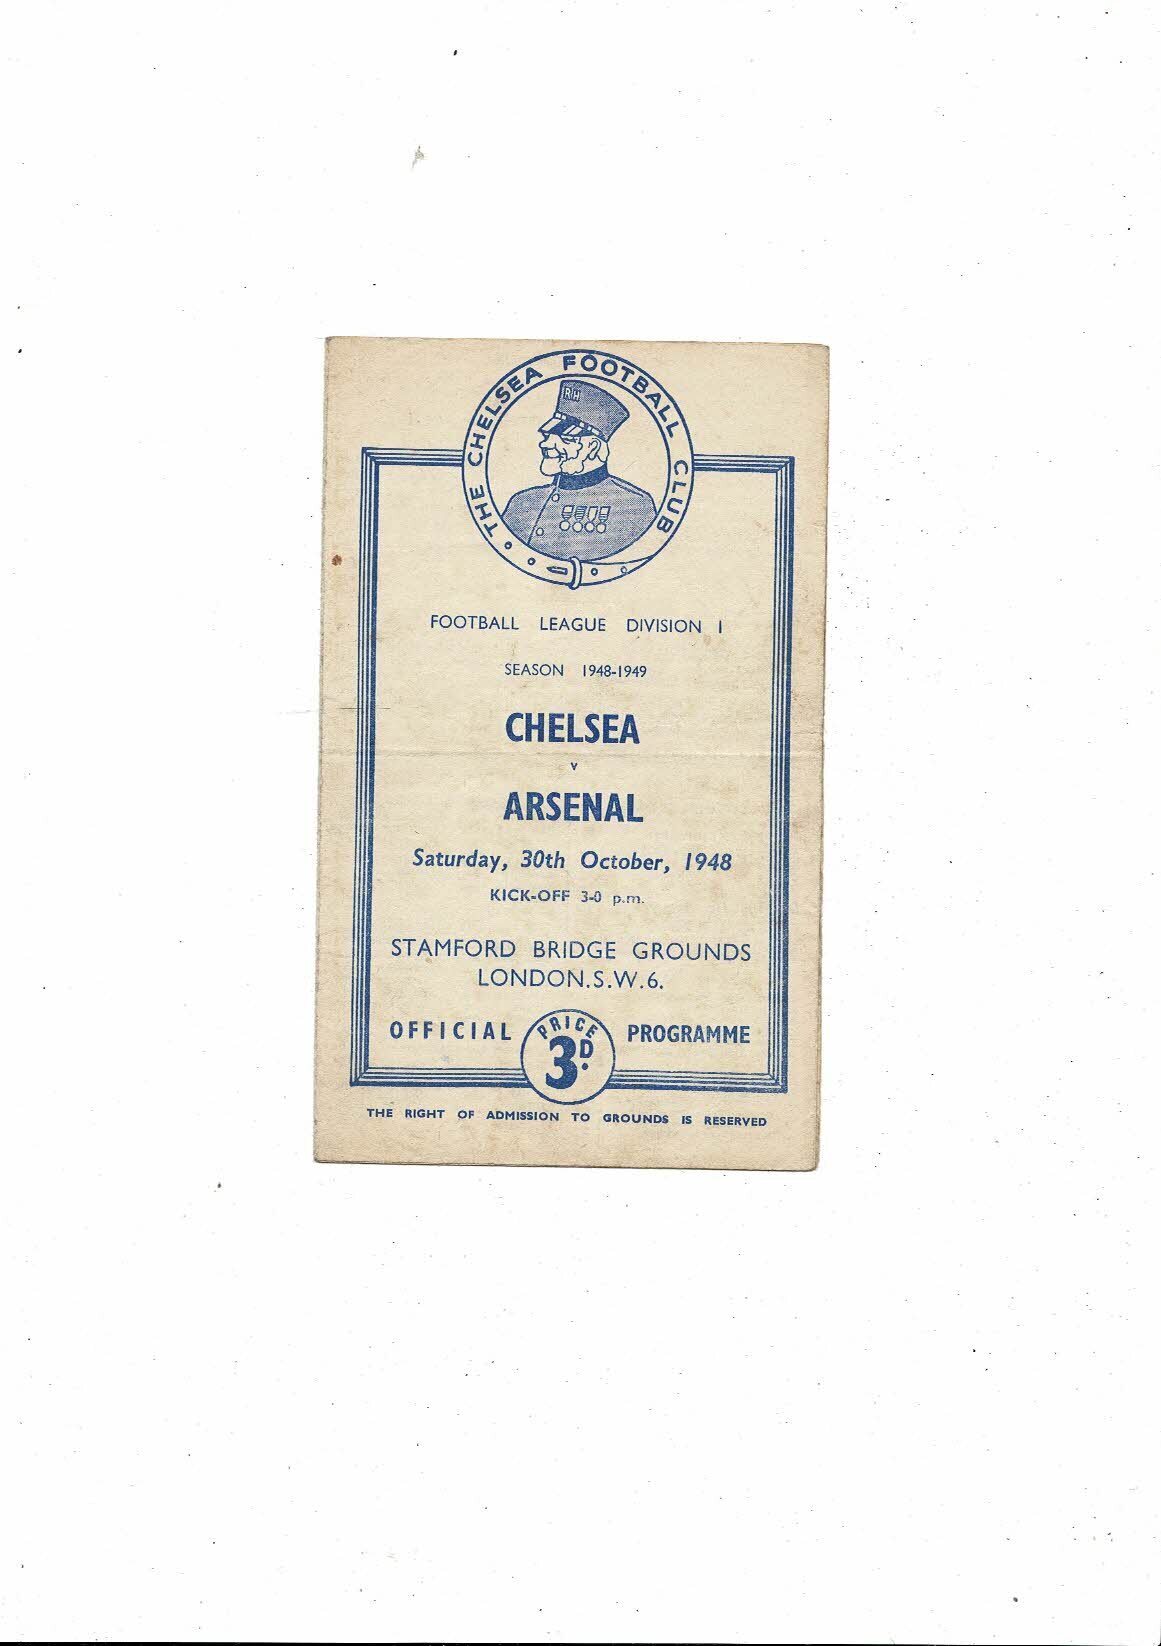 THE CHELSEA FOOTBALL CLUB
RH
FOOTBALL LEAGUE DIVISION I
SEASON 1948-1949
CHELSEA
v
ARSENAL
Saturday, 30th October, 1948
KICK-OFF 3-0 p.m.
STAMFORD BRIDGE GROUNDS
LONDON.S.W.6.
OFFICIAL PRICE 3D. PROGRAMME
THE RIGHT OF ADMISSION TO GROUNDS IS RESERVED